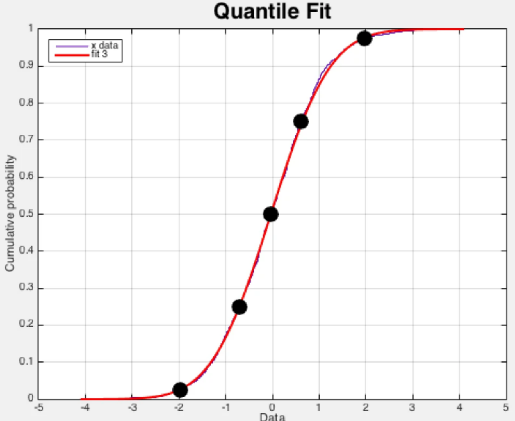 Quantile Fit
1
0.9
0.8
0.7
0.6
0.5
0.4
0.3
0.2
0.1
0
Cumulative probability
x data
fit 3
-5 -4 -3 -2 -1 0 1 2 3 4 5
Data